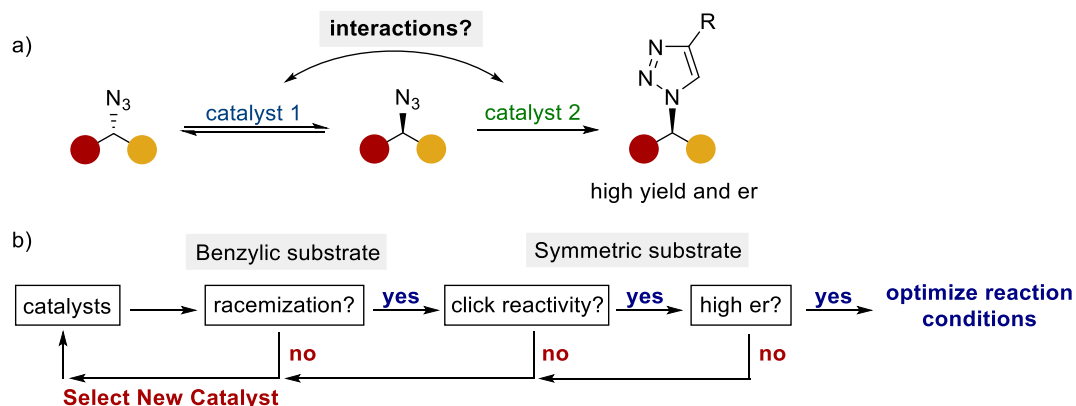 a)
interactions?
N3
catalyst 1
N3
catalyst 2
R
N
N
N
high yield and er
b)
Benzylic substrate
Symmetric substrate
catalysts
racemization?
yes
click reactivity?
yes
high er?
yes
optimize reaction
conditions
no
no
no
Select New Catalyst